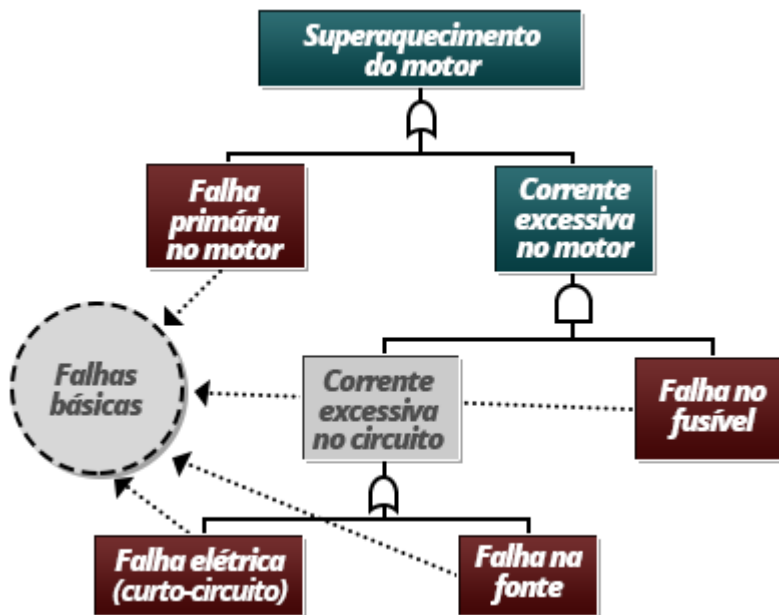 Superaquecimento
do motor
Falha
primária
no motor
Corrente
excessiva
no motor
Falhas
básicas
Corrente
excessiva
no circuito
Falha no
fusível
Falha elétrica
(curto-circuito)
Falha na
fonte